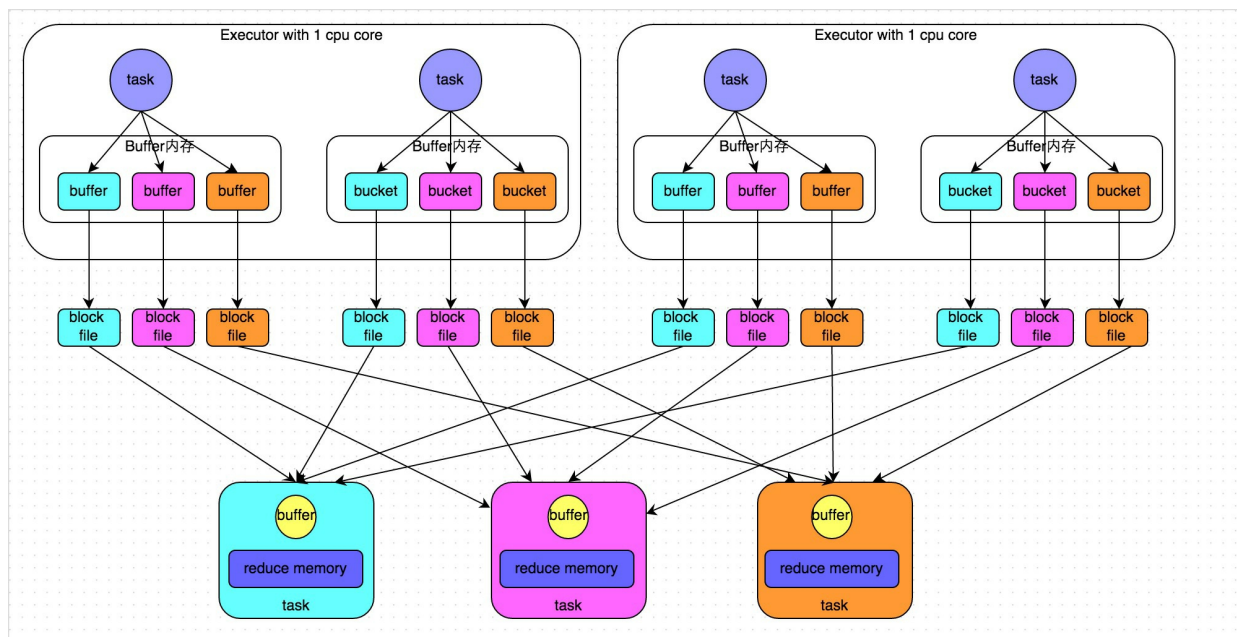 Executor with 1 cpu core
Executor with 1 cpu core
task
task
task
task
Buffer内存
Buffer内存
Buffer内存
Buffer内存
buffer
buffer
buffer
bucket
bucket
bucket
buffer
buffer
buffer
bucket
bucket
bucket
block
file
block
file
block
file
block
file
block
file
block
file
block
file
block
file
block
file
block
file
block
file
block
file
buffer
reduce memory
task
buffer
reduce memory
task
buffer
reduce memory
task